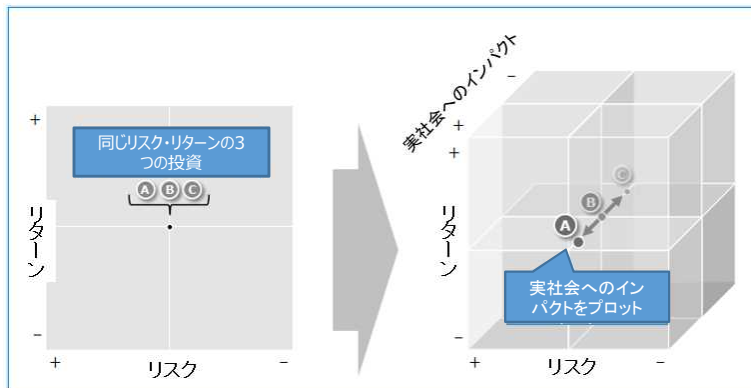 同じリスク・リターンの3
つの投資
A B C
+
リターン
−
+
リスク
−
実社会へのインパクト
−
+
+
リターン
−
A
B
C
実社会へのイン
パクトをプロット
+
リスク
−